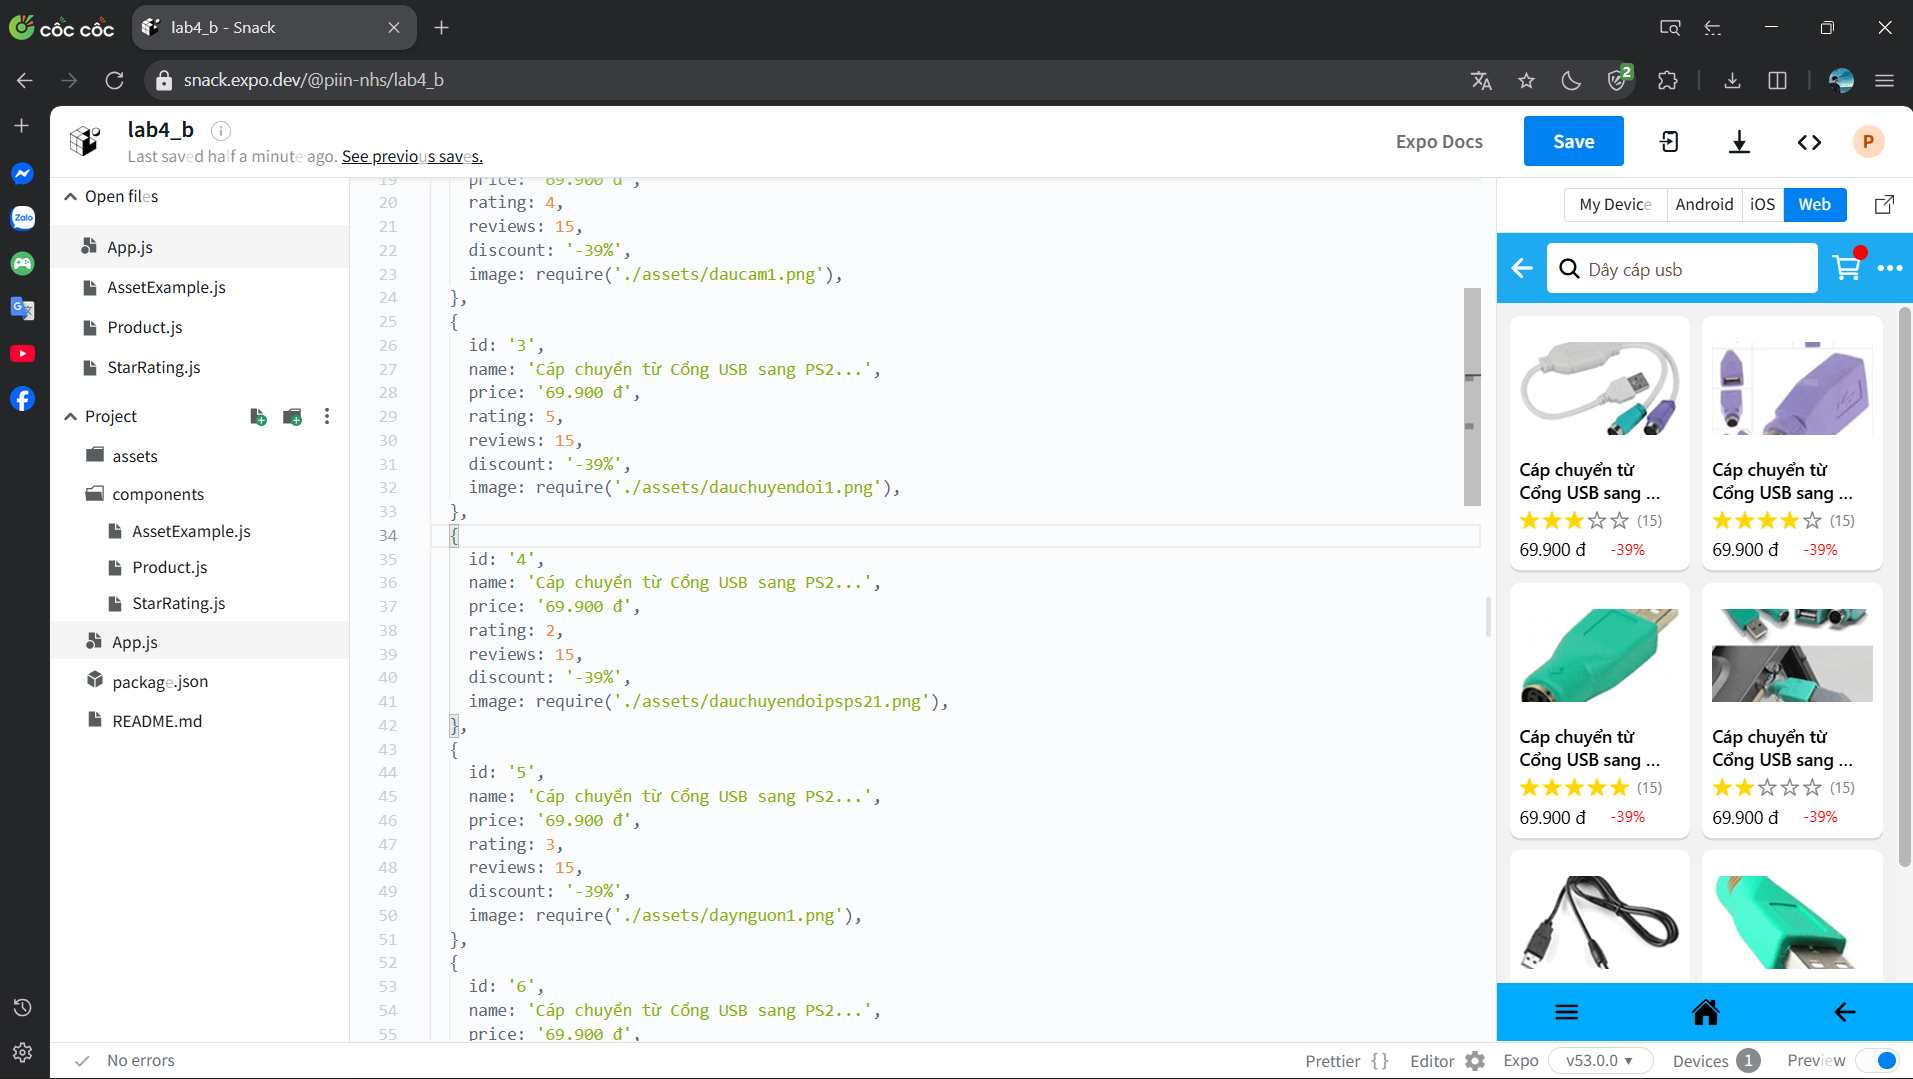 cốc cốc
lab4_b - Snack
snack.expo.dev/@piin-nhs/lab4_b
2
lab4_b
Last saved half a minute ago. See previous saves.
Expo Docs
Save
P
Zalo
Open files
App.js
AssetExample.js
Product.js
StarRating.js
Project
assets
components
AssetExample.js
Product.js
StarRating.js
App.js
package.json
README.md
19 price: '69.900 đ',
20 rating: 4,
21 reviews: 15,
22 discount: '-39%',
23 image: require('./assets/daucam1.png'),
24 },
25 {
26 id: '3',
27 name: 'Cáp chuyển từ Cổng USB sang PS2...',
28 price: '69.900 đ',
29 rating: 5,
30 reviews: 15,
31 discount: '-39%',
32 image: require('./assets/dauchuyendoi1.png'),
33 },
34 {
35 id: '4',
36 name: 'Cáp chuyển từ Cổng USB sang PS2...',
37 price: '69.900 đ',
38 rating: 2,
39 reviews: 15,
40 discount: '-39%',
41 image: require('./assets/dauchuyendoipsps21.png'),
42 },
43 {
44 id: '5',
45 name: 'Cáp chuyển từ Cổng USB sang PS2...',
46 price: '69.900 đ',
47 rating: 3,
48 reviews: 15,
49 discount: '-39%',
50 image: require('./assets/daynguon1.png'),
51 },
52 {
53 id: '6',
54 name: 'Cáp chuyển từ Cổng USB sang PS2...',
55 price: '69.900 đ',
My Device Android iOS Web
Dây cáp usb
Cáp chuyển từ
Cổng USB sang ...
(15)
69.900 đ -39%
Cáp chuyển từ
Cổng USB sang ...
(15)
69.900 đ -39%
Cáp chuyển từ
Cổng USB sang ...
(15)
69.900 đ -39%
Cáp chuyển từ
Cổng USB sang ...
(15)
69.900 đ -39%
No errors
Prettier { } Editor Expo v53.0.0 Devices 1 Preview